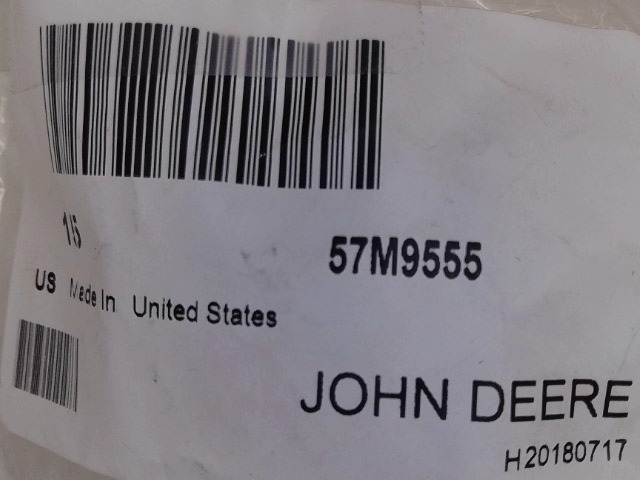 15
57M9555
US Made In United States
JOHN DEERE
H20180717